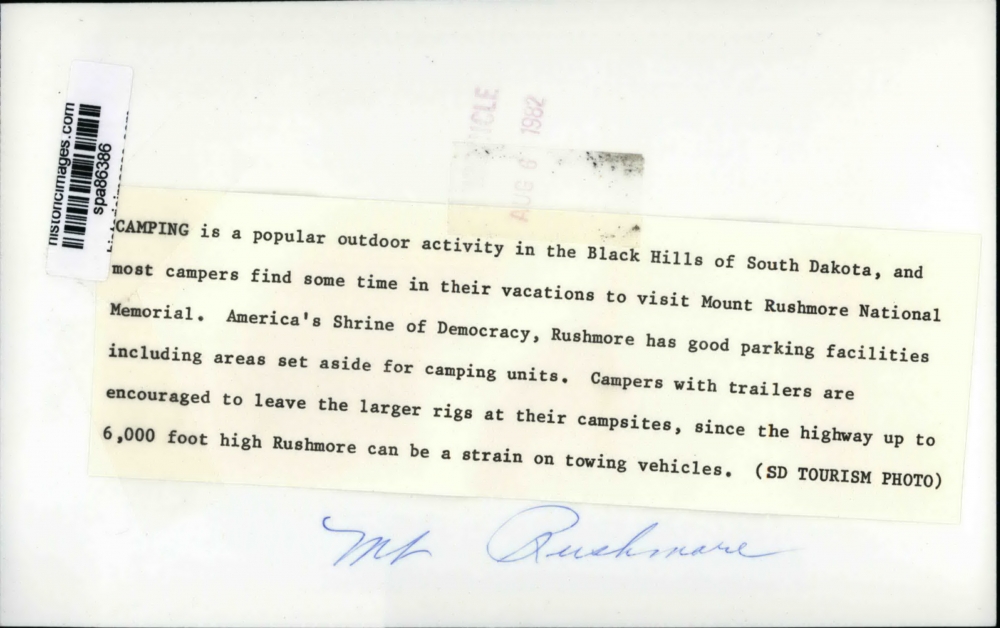 historicimages.com
spa86386
ICLE
AUG 6 1982
CAMPING is a popular outdoor activity in the Black Hills of South Dakota, and
most campers find some time in their vacations to visit Mount Rushmore National
Memorial. America's Shrine of Democracy, Rushmore has good parking facilities
including areas set aside for camping units. Campers with trailers are
encouraged to leave the larger rigs at their campsites, since the highway up to
6,000 foot high Rushmore can be a strain on towing vehicles. (SD TOURISM PHOTO)
Mt Rushmore